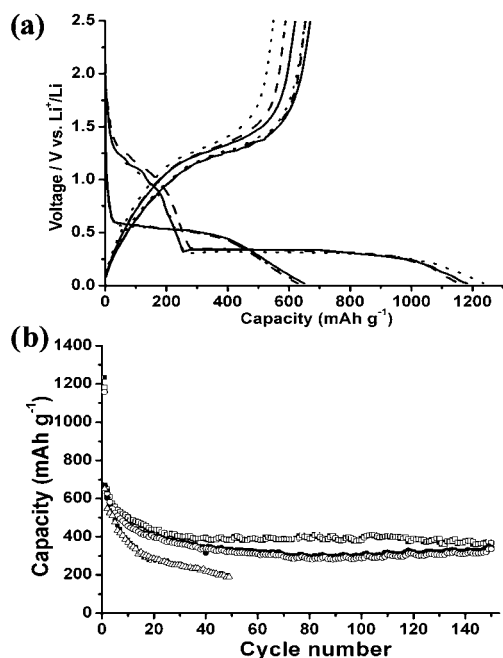 (a)
2.5
2.0
1.5
1.0
0.5
0.0
Voltage / V vs. Li⁺/Li
0 200 400 600 800 1000 1200
Capacity (mAh g⁻¹)
(b)
1400
1200
1000
800
600
400
200
0
Capacity (mAh g⁻¹)
0 20 40 60 80 100 120 140
Cycle number